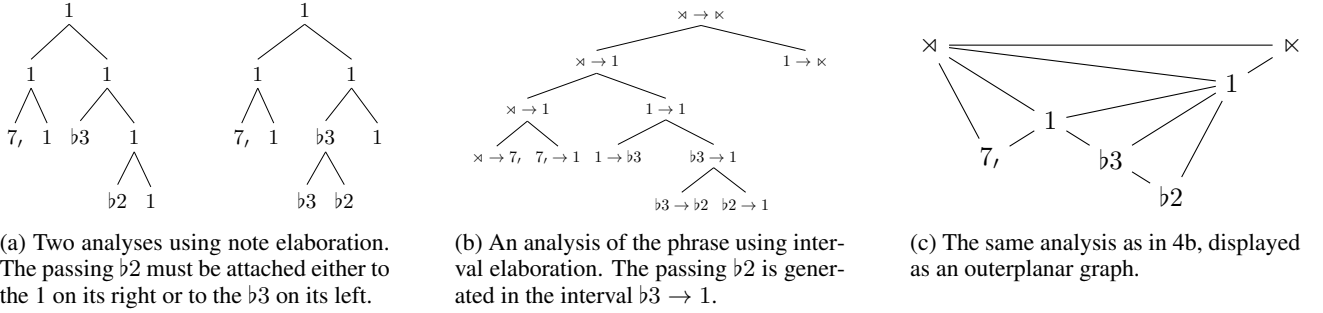 1
1 1
7, 1 ♭3 1
♭2 1
1
1 1
7, 1 ♭3 1
♭3 ♭2
(a) Two analyses using note elaboration.
The passing ♭2 must be attached either to
the 1 on its right or to the ♭3 on its left.
⋊ → ⋉
⋊ → 1 1 → ⋉
⋊ → 1 1 → 1
⋊ → 7, 7, → 1 1 → ♭3 ♭3 → 1
♭3 → ♭2 ♭2 → 1
(b) An analysis of the phrase using inter-
val elaboration. The passing ♭2 is gener-
ated in the interval ♭3 → 1.
⋊ ⋉
1
1
7, ♭3
♭2
(c) The same analysis as in 4b, displayed
as an outerplanar graph.